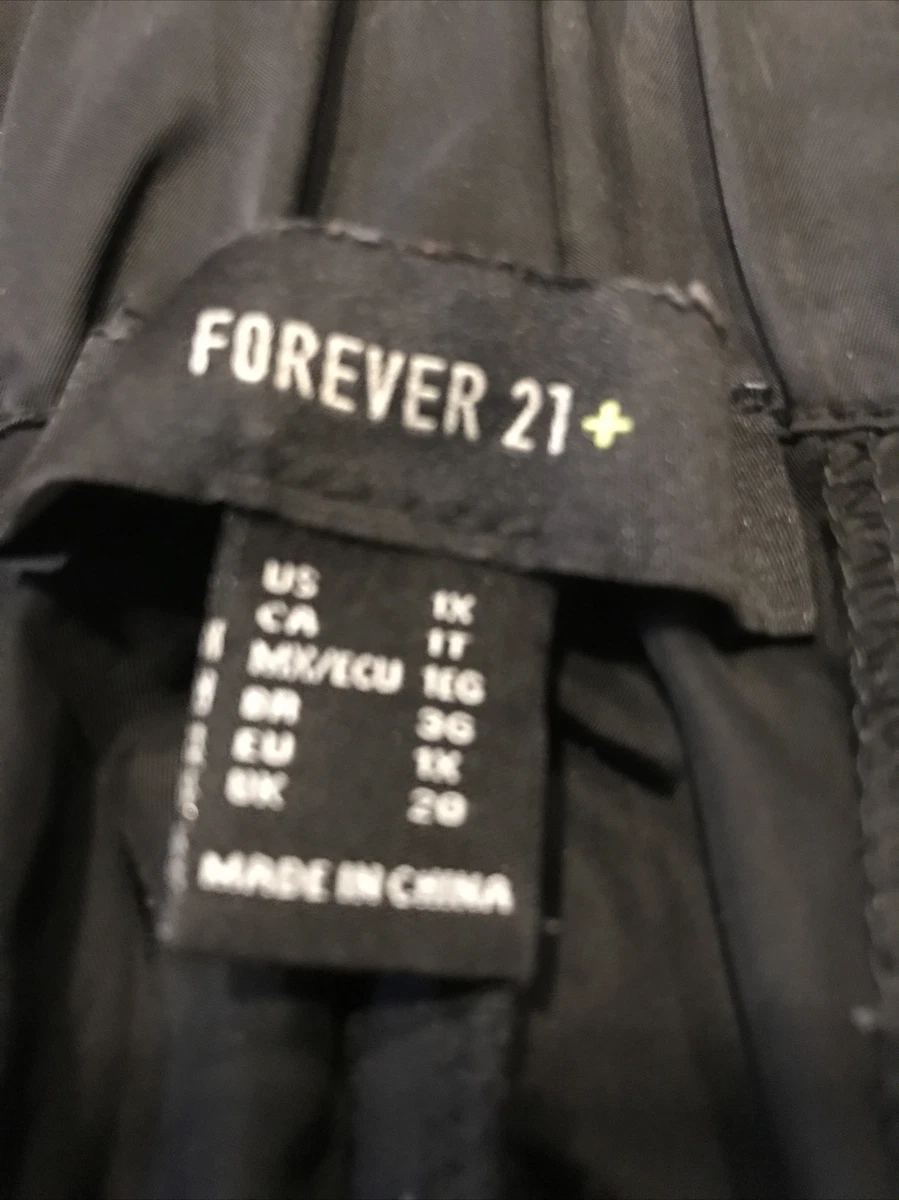 FOREVER 21+
US 1X
CA 1T
MX/ECU 1EG
BR 3G
EU 1X
UK 20
MADE IN CHINA